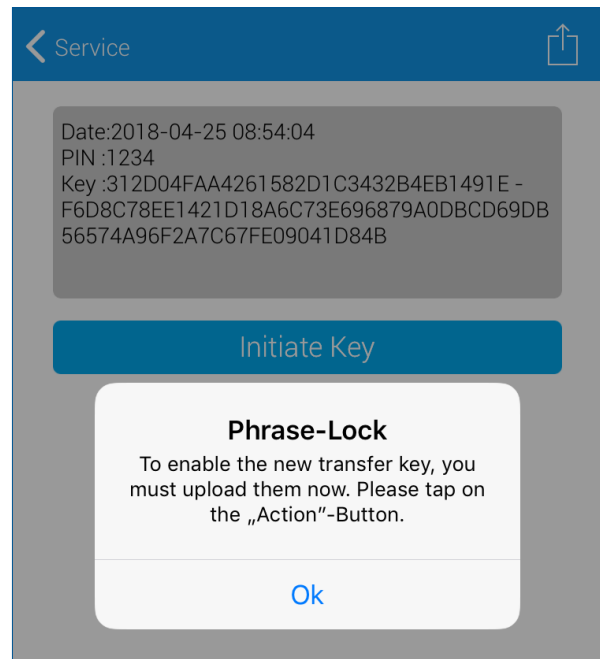 Service
Date:2018-04-25 08:54:04
PIN :1234
Key :312D04FAA4261582D1C3432B4EB1491E -
F6D8C78EE1421D18A6C73E696879A0DBCD69DB
56574A96F2A7C67FE09041D84B
Initiate Key
Phrase-Lock
To enable the new transfer key, you
must upload them now. Please tap on
the „Action”-Button.
Ok